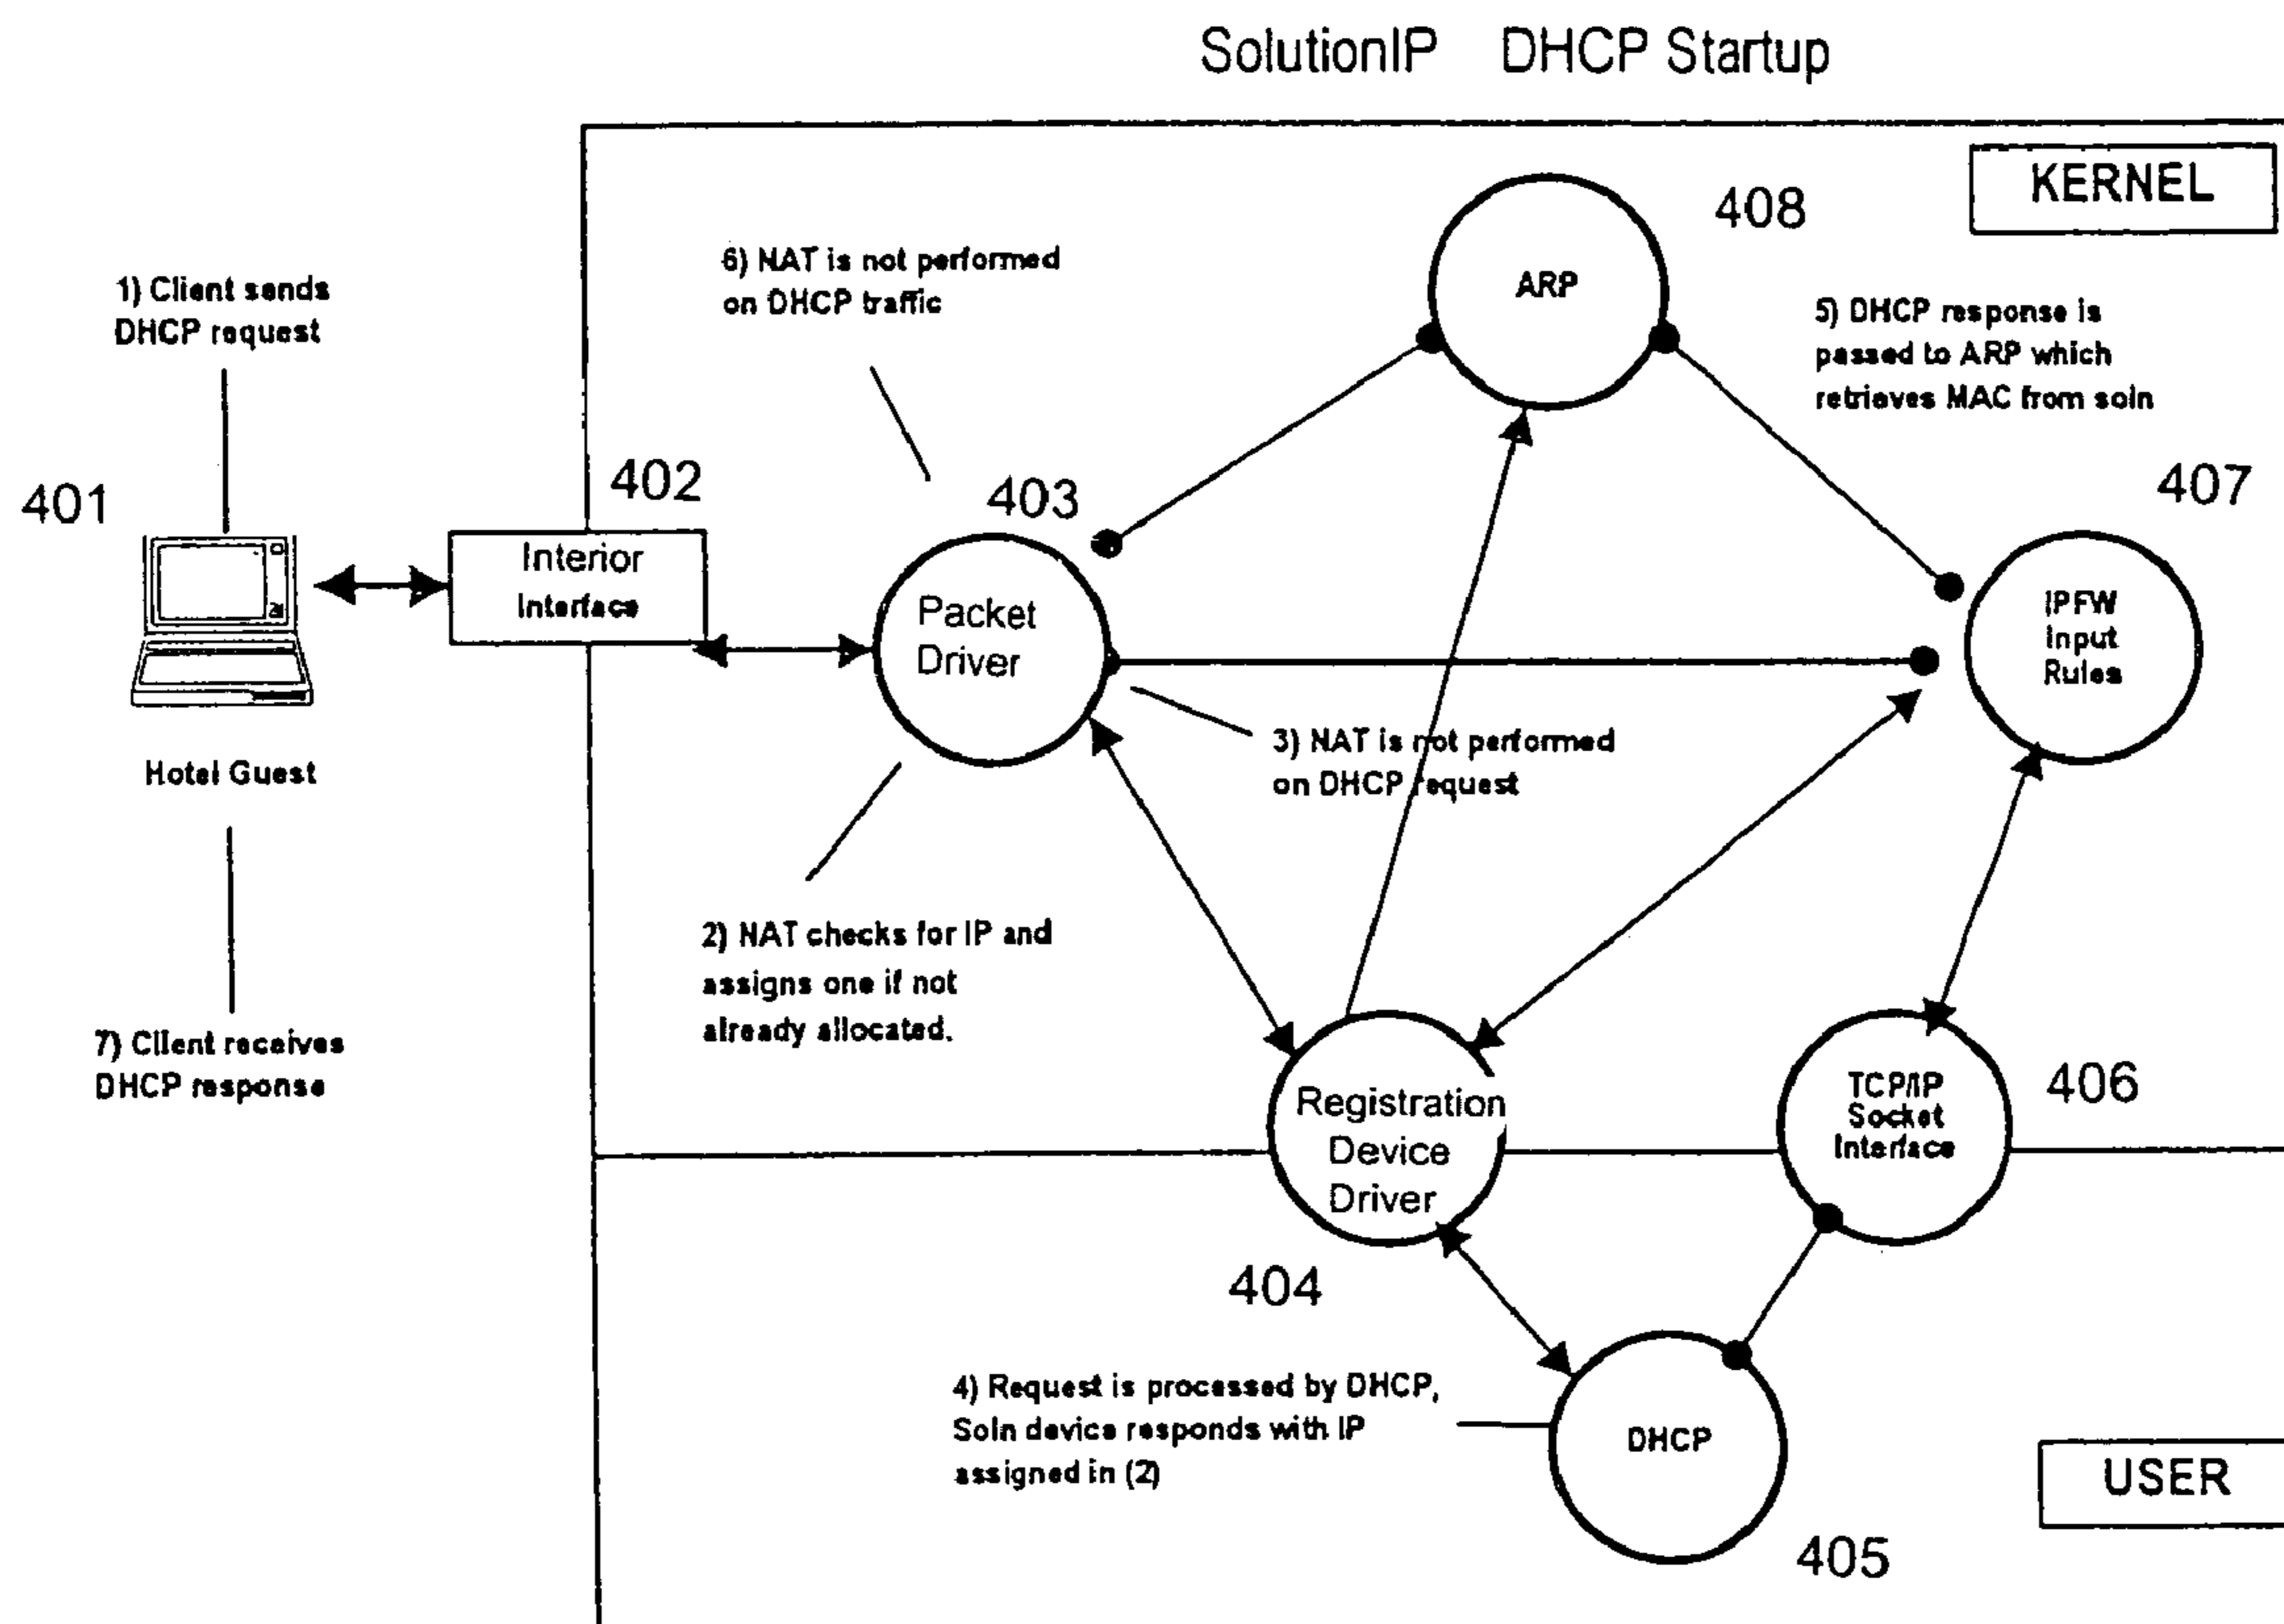 SolutionIP DHCP Startup
KERNEL
408
ARP
6) NAT is not performed
on DHCP traffic
1) Client sends
DHCP request
5) DHCP response is
passed to ARP which
retrieves MAC from soln
401
402
403
407
Interior
Interface
Packet
Driver
IPFW
Input
Rules
3) NAT is not performed
on DHCP request
Hotel Guest
2) NAT checks for IP and
assigns one if not
already allocated.
7) Client receives
DHCP response
Registration
Device
Driver
TCP/IP
Socket
Interface
406
404
4) Request is processed by DHCP,
Soln device responds with IP
assigned in (2)
DHCP
USER
405